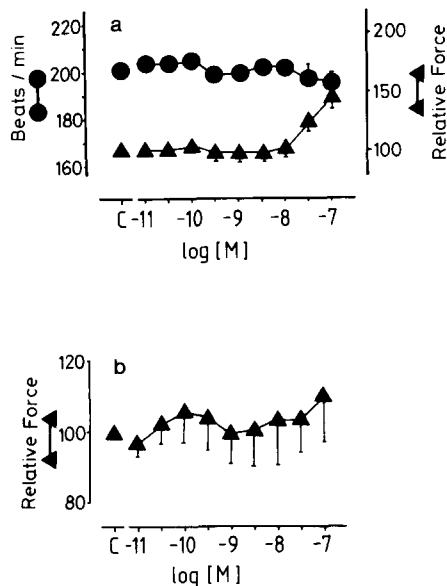 a
Beats / min
220
200
180
160
200
150
100
Relative Force
C -11 -10 -9 -8 -7
log [M]
b
Relative Force
120
100
80
C -11 -10 -9 -8 -7
log [M]